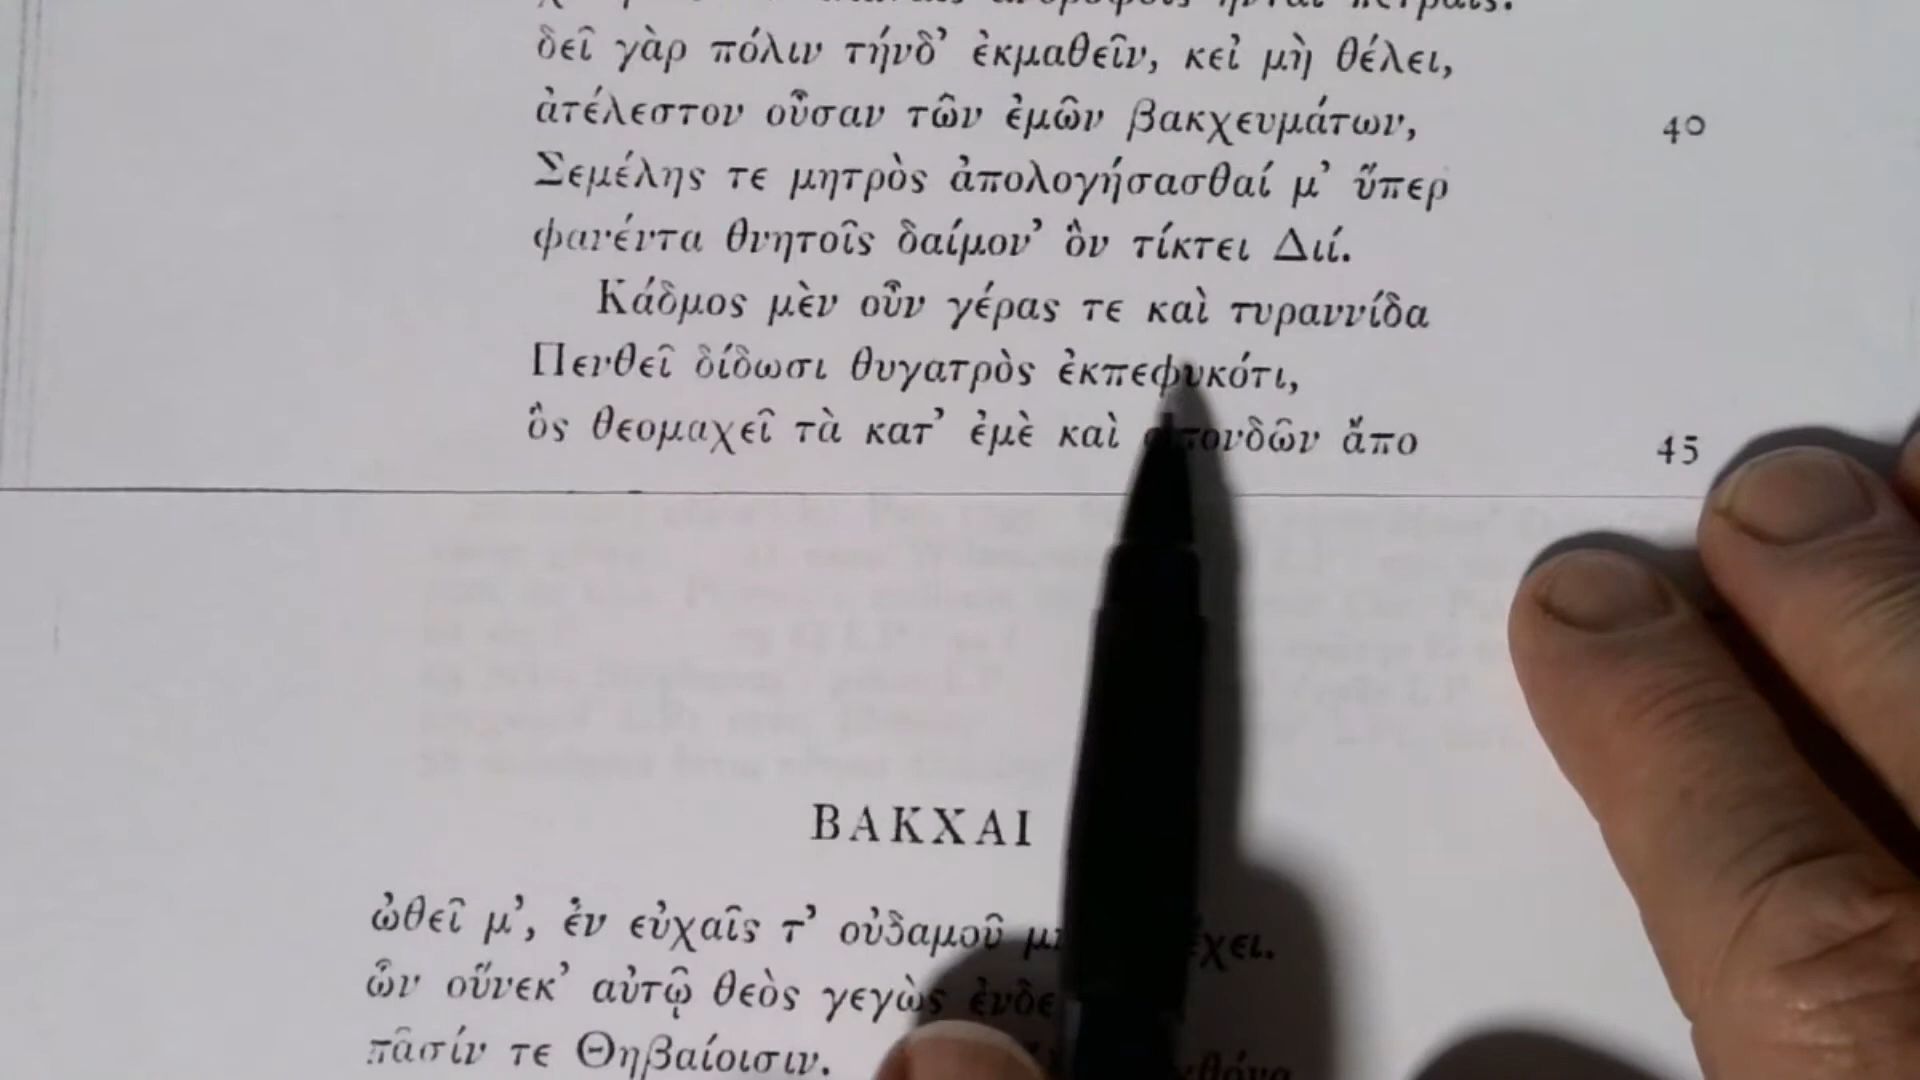 πέτραις.
δεῖ γὰρ πόλιν τήνδ’ ἐκμαθεῖν, κεἰ μὴ θέλει,
ἀτέλεστον οὖσαν τῶν ἐμῶν βακχευμάτων, 40
Σεμέλης τε μητρὸς ἀπολογήσασθαί μ’ ὕπερ
φανέντα θνητοῖς δαίμον’ ὃν τίκτει Διί.
Κάδμος μὲν οὖν γέρας τε καὶ τυραννίδα
Πενθεῖ δίδωσι θυγατρὸς ἐκπεφυκότι,
ὃς θεομαχεῖ τὰ κατ’ ἐμὲ καὶ σπονδῶν ἄπο 45
ΒΑΚΧΑΙ
ὠθεῖ μ’, ἐν εὐχαῖς τ’ οὐδαμοῦ
ὧν οὕνεκ’ αὐτῷ θεὸς γεγὼς
πᾶσίν τε Θηβαίοισιν.